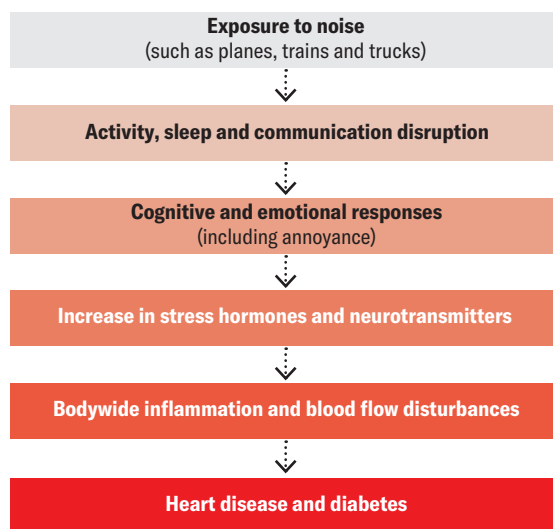 Exposure to noise
(such as planes, trains and trucks)
Activity, sleep and communication disruption
Cognitive and emotional responses
(including annoyance)
Increase in stress hormones and neurotransmitters
Bodywide inflammation and blood flow disturbances
Heart disease and diabetes